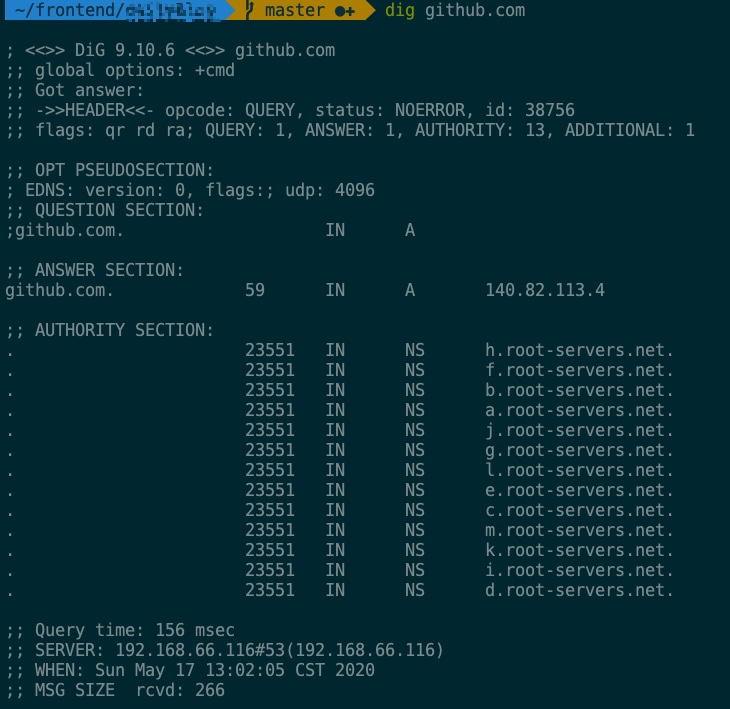 ~/frontend/ master ●+ dig github.com
; <<>> DiG 9.10.6 <<>> github.com
;; global options: +cmd
;; Got answer:
;; ->>HEADER<<- opcode: QUERY, status: NOERROR, id: 38756
;; flags: qr rd ra; QUERY: 1, ANSWER: 1, AUTHORITY: 13, ADDITIONAL: 1
;; OPT PSEUDOSECTION:
; EDNS: version: 0, flags:; udp: 4096
;; QUESTION SECTION:
;github.com. IN A
;; ANSWER SECTION:
github.com. 59 IN A 140.82.113.4
;; AUTHORITY SECTION:
. 23551 IN NS h.root-servers.net.
. 23551 IN NS f.root-servers.net.
. 23551 IN NS b.root-servers.net.
. 23551 IN NS a.root-servers.net.
. 23551 IN NS j.root-servers.net.
. 23551 IN NS g.root-servers.net.
. 23551 IN NS l.root-servers.net.
. 23551 IN NS e.root-servers.net.
. 23551 IN NS c.root-servers.net.
. 23551 IN NS m.root-servers.net.
. 23551 IN NS k.root-servers.net.
. 23551 IN NS i.root-servers.net.
. 23551 IN NS d.root-servers.net.
;; Query time: 156 msec
;; SERVER: 192.168.66.116#53(192.168.66.116)
;; WHEN: Sun May 17 13:02:05 CST 2020
;; MSG SIZE rcvd: 266